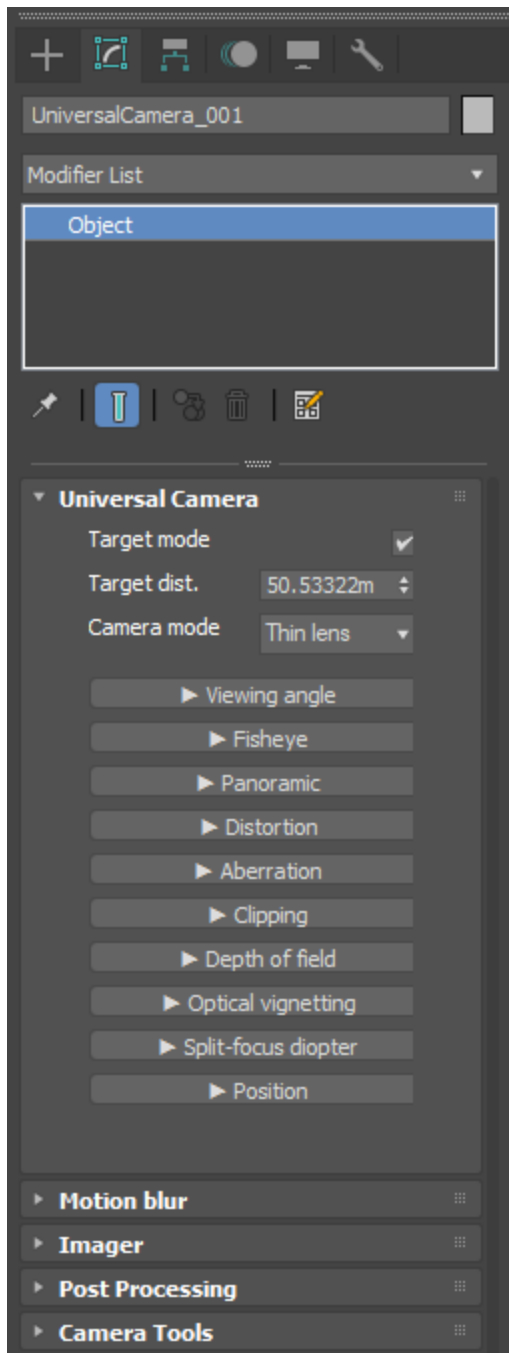 UniversalCamera_001
Modifier List
Object
Universal Camera
Target mode
Target dist. 50.53322m
Camera mode Thin lens
Viewing angle
Fisheye
Panoramic
Distortion
Aberration
Clipping
Depth of field
Optical vignetting
Split-focus diopter
Position
Motion blur
Imager
Post Processing
Camera Tools